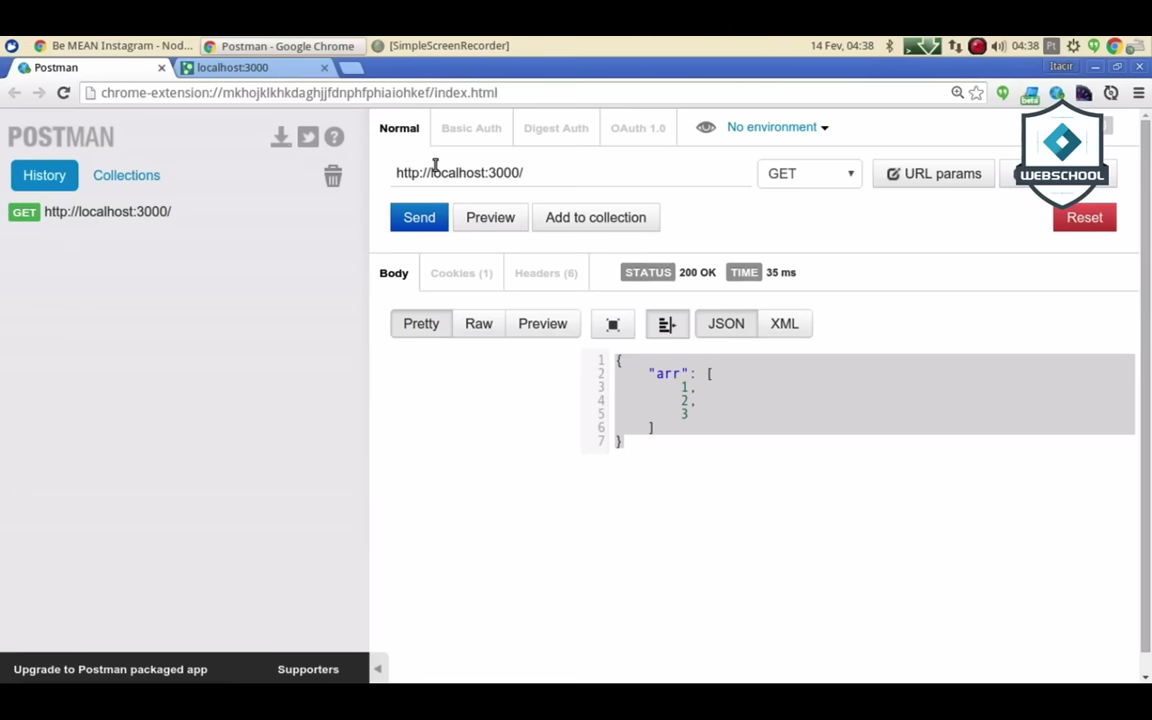 Be MEAN Instagram - Nod...
Postman - Google Chrome
[SimpleScreenRecorder]
14 Fev, 04:38
04:38
Pt
Postman
localhost:3000
Itacir
chrome-extension://mkhojklkhkdaghjjfdnphfphiaiohkef/index.html
POSTMAN
History
Collections
GET http://localhost:3000/
Normal
Basic Auth
Digest Auth
OAuth 1.0
No environment
http://localhost:3000/
GET
URL params
WEBSCHOOL
Send
Preview
Add to collection
Reset
Body
Cookies (1)
Headers (6)
STATUS 200 OK
TIME 35 ms
Pretty
Raw
Preview
JSON
XML
1 {
2 "arr": [
3 1,
4 2,
5 3
6 ]
7 }
Upgrade to Postman packaged app
Supporters